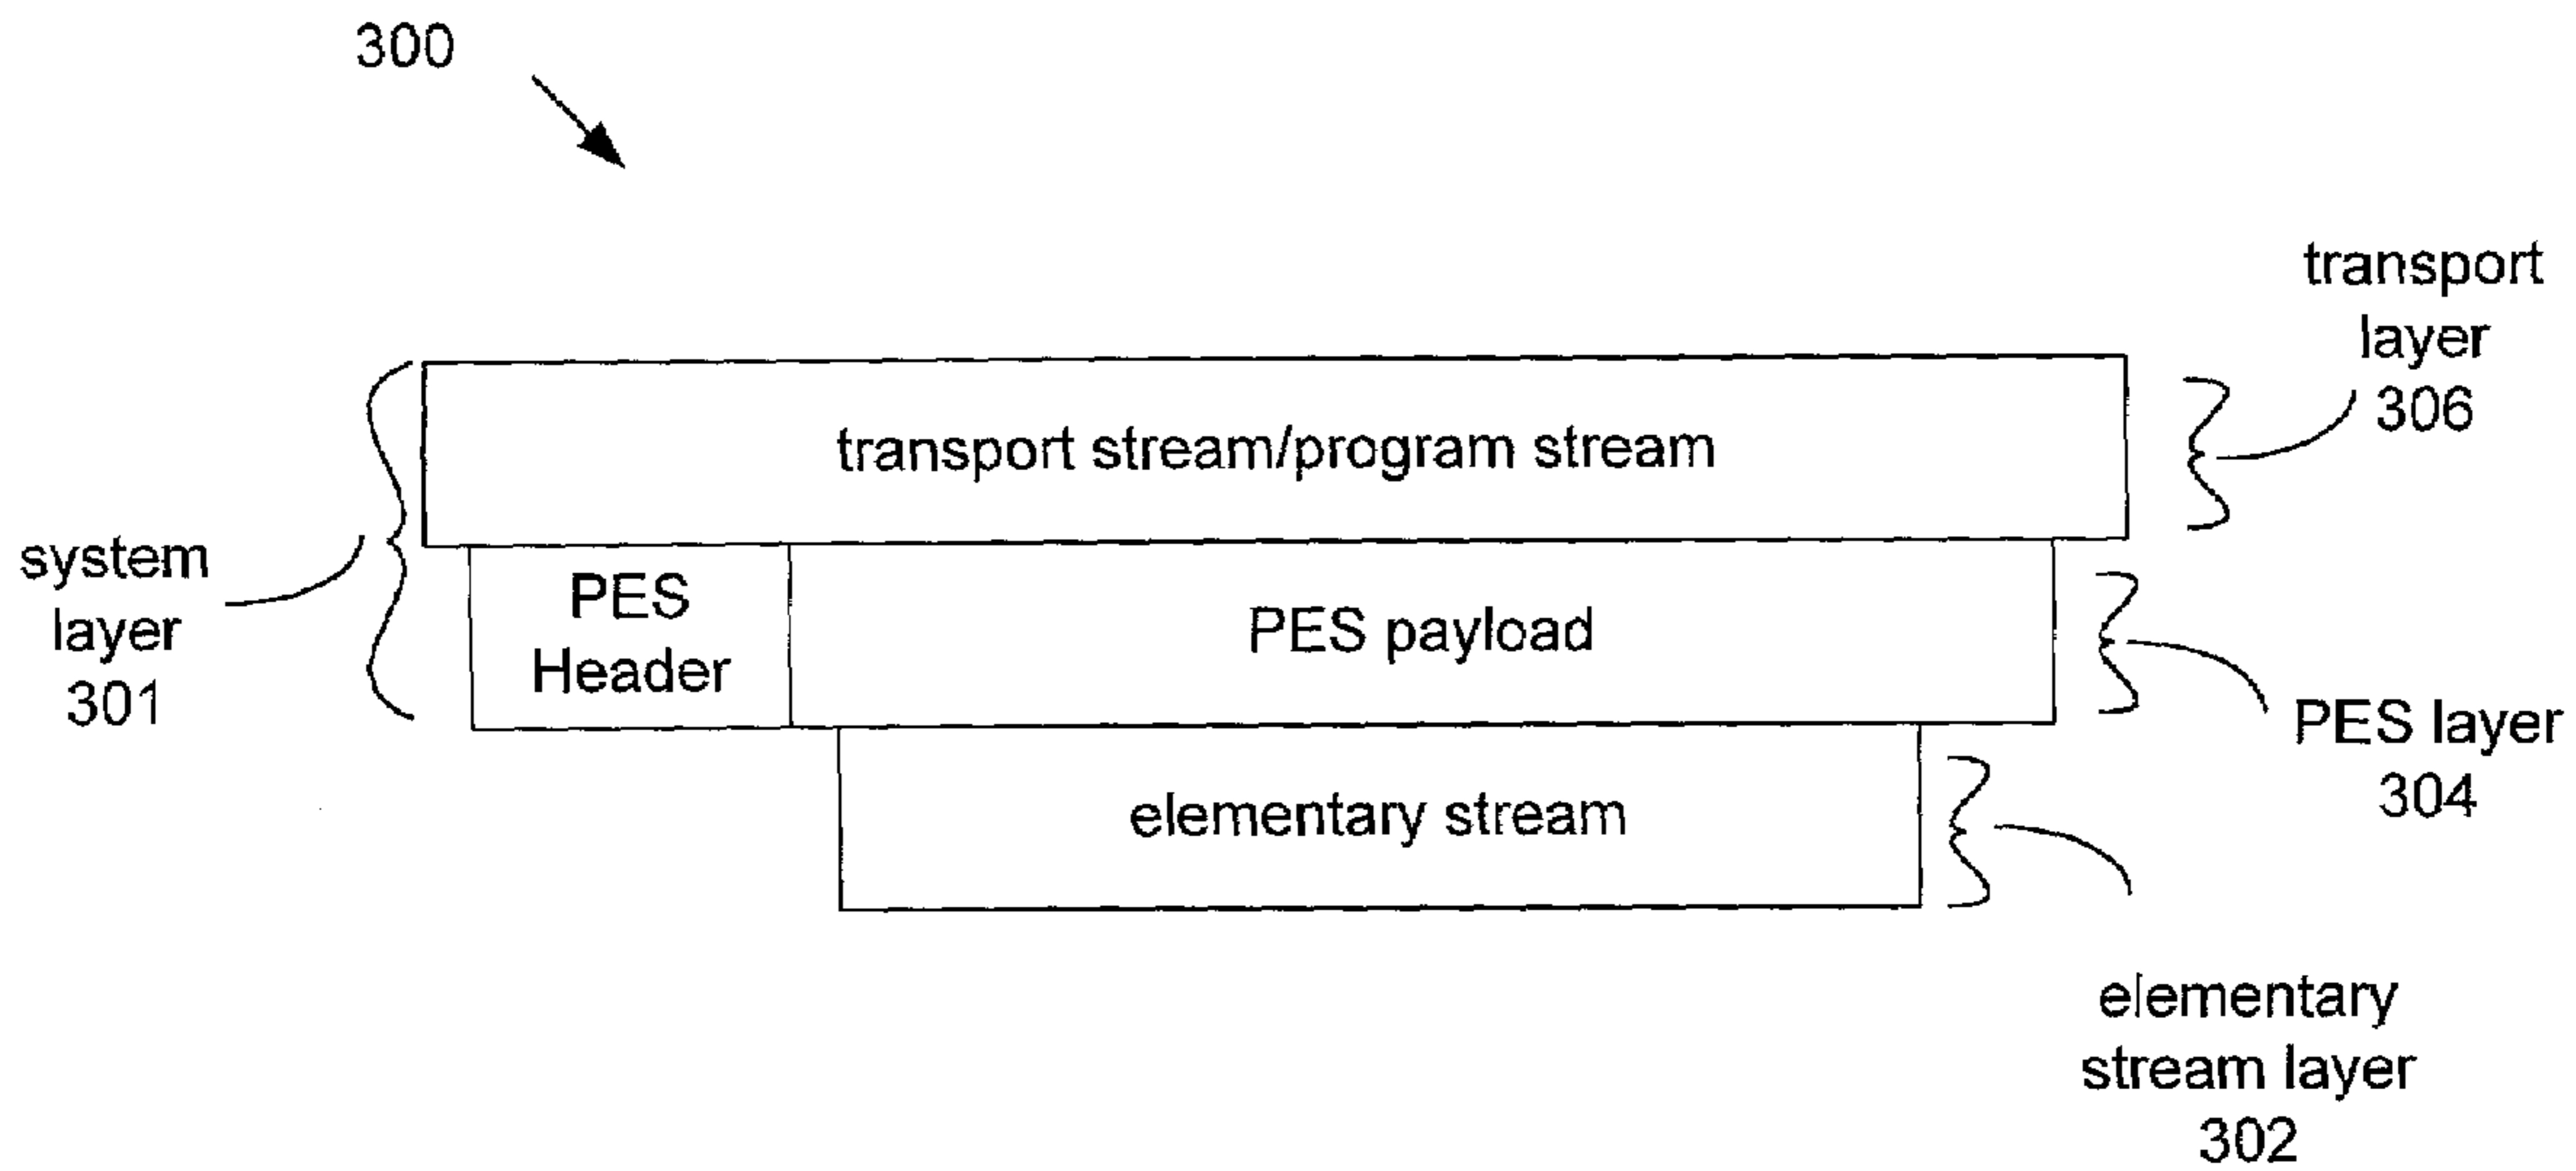 300
transport
layer
306
transport stream/program stream
system
layer
301
PES
Header
PES payload
PES layer
304
elementary stream
elementary
stream layer
302